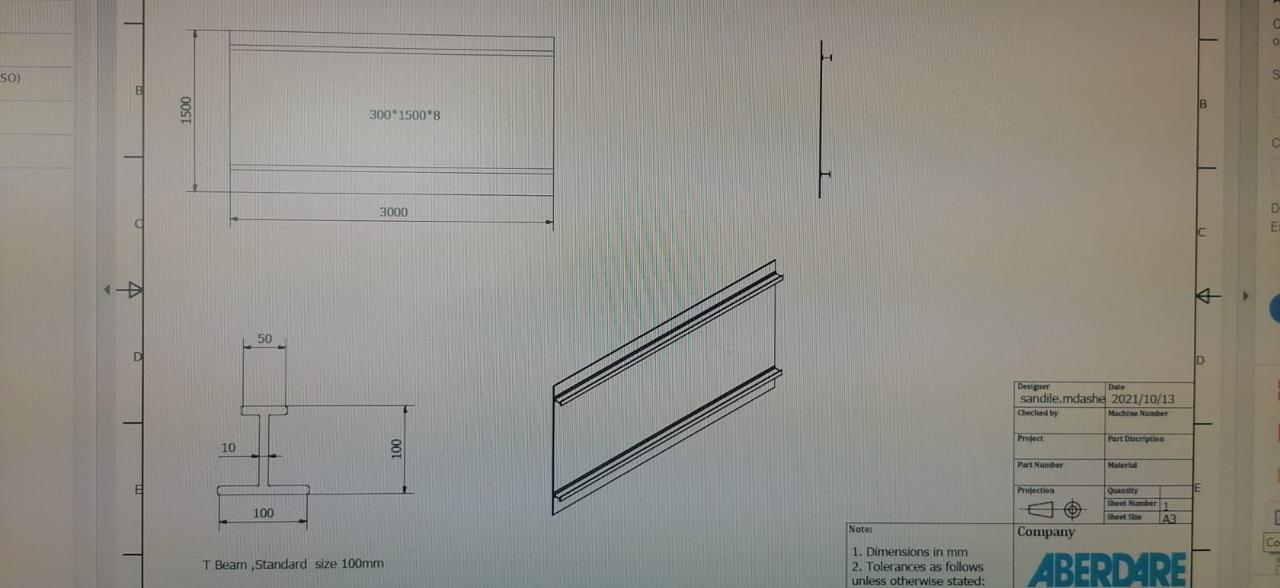 SO)
B
1500
300*1500*8
3000
B
C
C
D
D
50
10
100
100
E
E
T Beam ,Standard size 100mm
Designer
Date
sandile.mdashe
2021/10/13
Checked by
Machine Number
Project
Part Discription
Part Number
Material
Projection
Quantity
Sheet Number
1
Sheet Size
A3
Note:
1. Dimensions in mm
2. Tolerances as follows
unless otherwise stated:
Company
ABERDARE